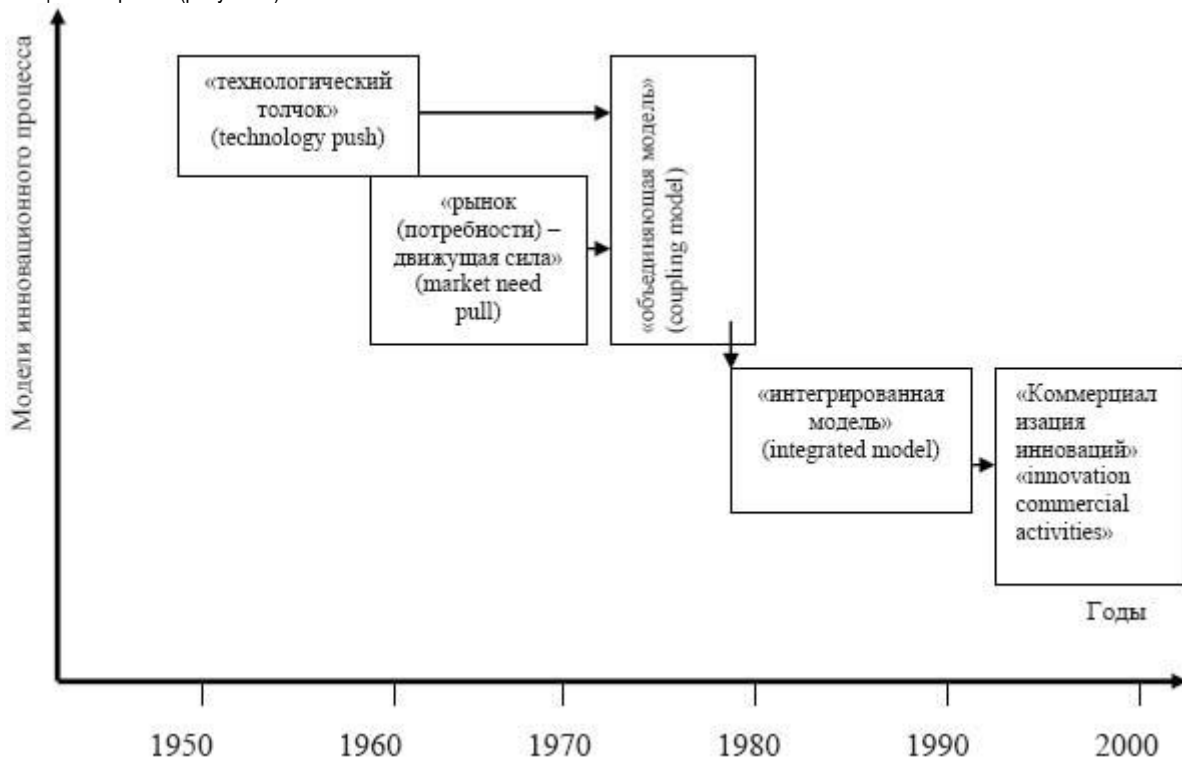 Модели инновационного процесса
«технологический
толчок»
(technology push)
«рынок
(потребности) –
движущая сила»
(market need
pull)
«объединяющая модель»
(coupling model)
«интегрированная
модель»
(integrated model)
«Коммерциал
изация
инноваций»
«innovation
commercial
activities»
Годы
1950 1960 1970 1980 1990 2000